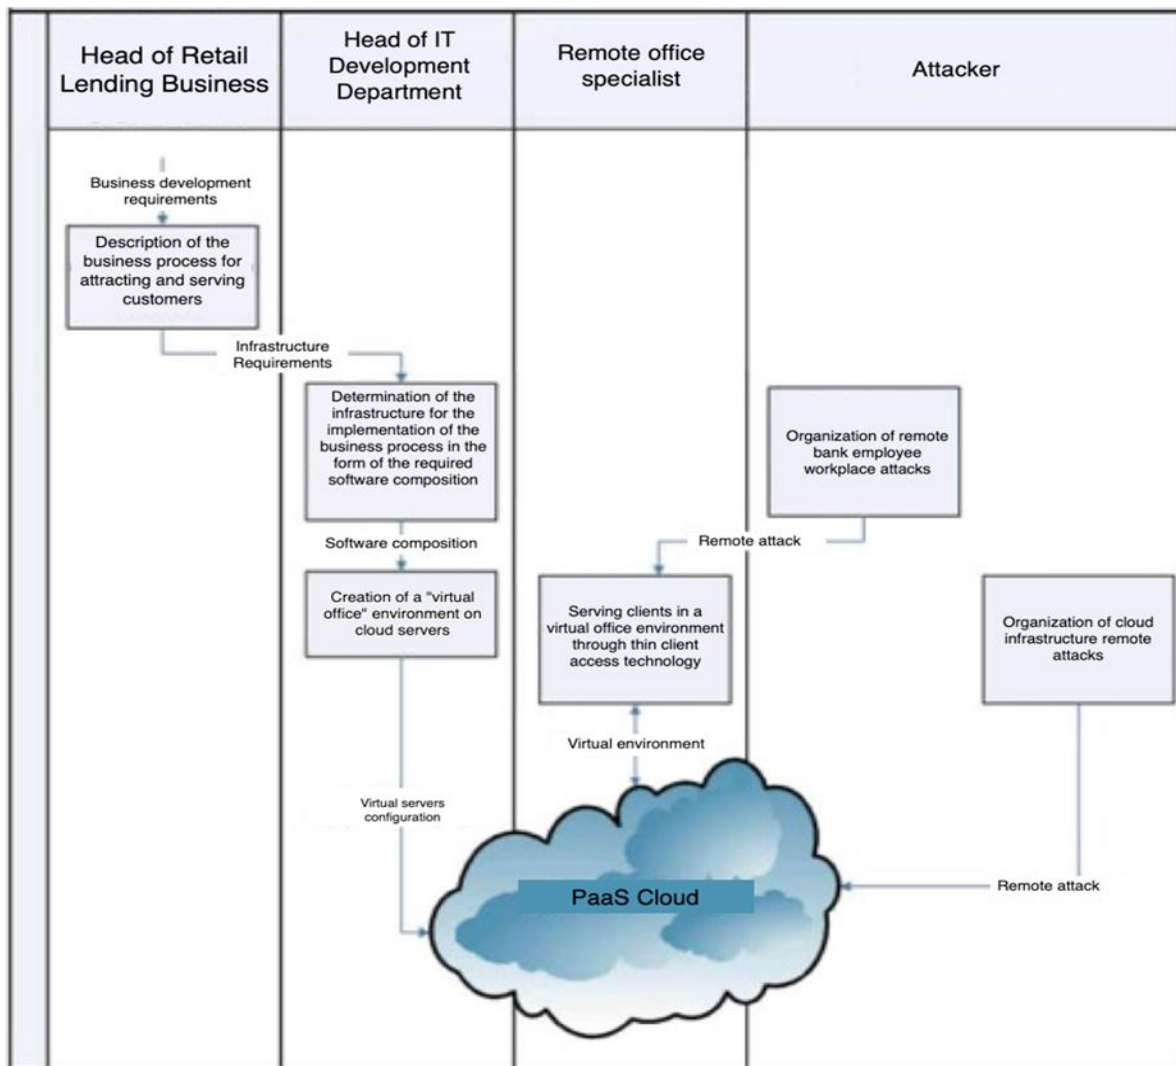 Head of Retail
Lending Business
Head of IT
Development
Department
Remote office
specialist
Attacker
Business development
requirements
Description of the
business process for
attracting and serving
customers
Infrastructure
Requirements
Determination of the
infrastructure for the
implementation of the
business process in the
form of the required
software composition
Organization of remote
bank employee
workplace attacks
Software composition
Remote attack
Creation of a "virtual
office" environment on
cloud servers
Serving clients in a
virtual office environment
through thin client
access technology
Organization of cloud
infrastructure remote
attacks
Virtual environment
Virtual servers
configuration
PaaS Cloud
Remote attack